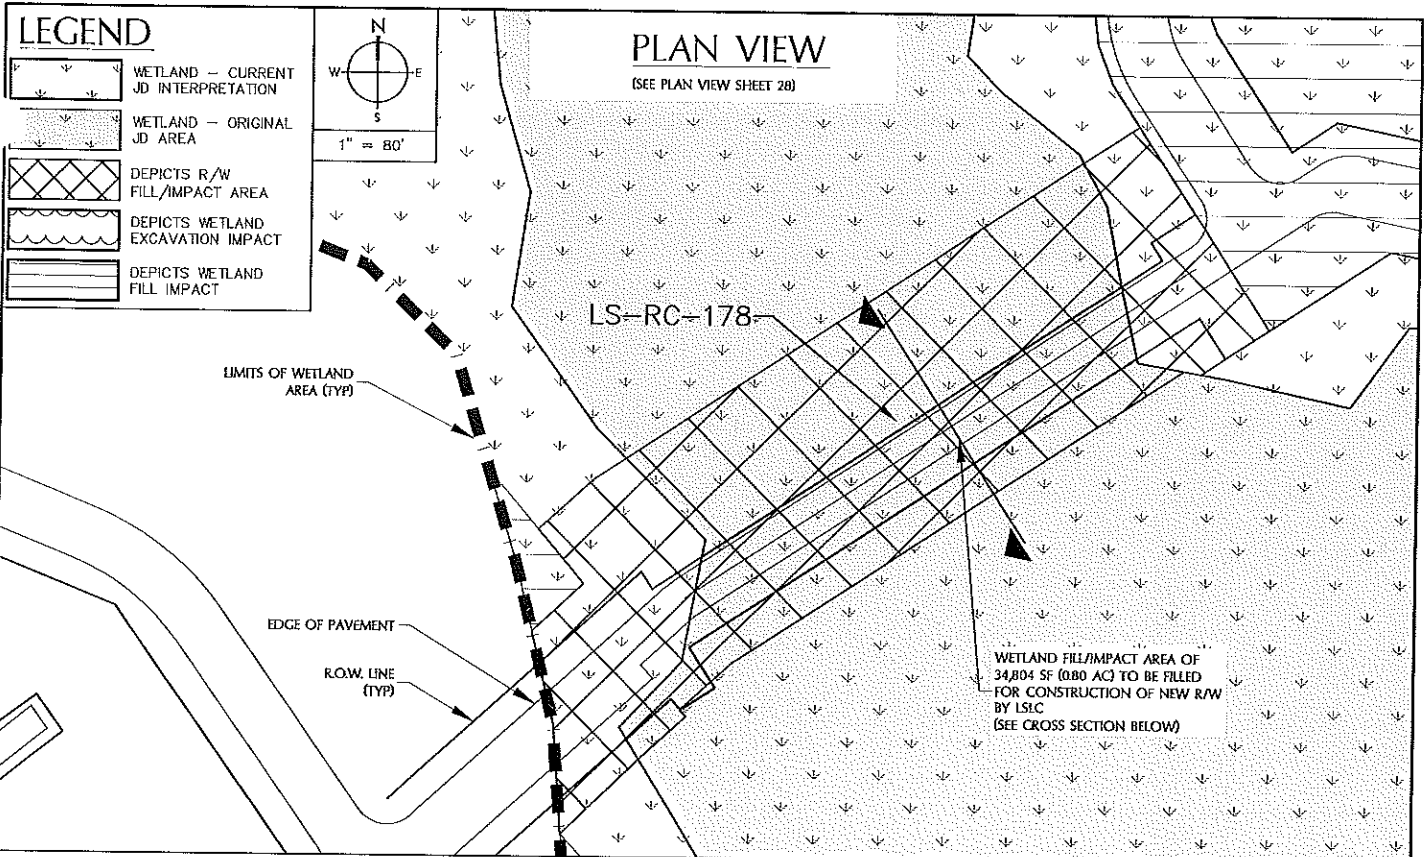 LEGEND
WETLAND – CURRENT
JD INTERPRETATION
WETLAND – ORIGINAL
JD AREA
DEPICTS R/W
FILL/IMPACT AREA
DEPICTS WETLAND
EXCAVATION IMPACT
DEPICTS WETLAND
FILL IMPACT
N
W
E
S
1" = 80'
PLAN VIEW
(SEE PLAN VIEW SHEET 28)
LS-RC-178
LIMITS OF WETLAND
AREA (TYP)
EDGE OF PAVEMENT
R.O.W. LINE
(TYP)
WETLAND FILL/IMPACT AREA OF
34,804 SF (0.80 AC) TO BE FILLED
FOR CONSTRUCTION OF NEW R/W
BY LSLC
(SEE CROSS SECTION BELOW)